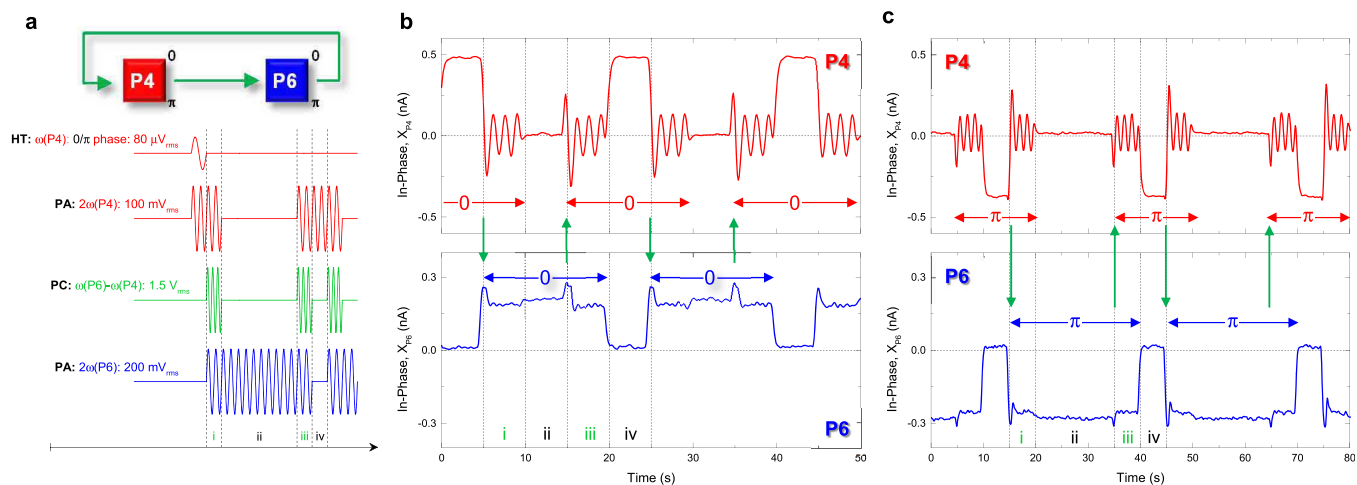 a
0
0
P4
P6
π
π
HT: ω(P4): 0/π phase: 80 μVrms
PA: 2ω(P4): 100 mVrms
PC: ω(P6)-ω(P4): 1.5 Vrms
PA: 2ω(P6): 200 mVrms
i ii iii iv
b
0.5
0.0
-0.5
In-Phase, XP4 (nA)
P4
0 0 0
0.3
0.0
-0.3
In-Phase, XP6 (nA)
0 0
P6
i ii iii iv
0 10 20 30 40 50
Time (s)
c
0.5
0.0
-0.5
In-Phase, XP4 (nA)
P4
π π π
0.3
0.0
-0.3
In-Phase, XP6 (nA)
P6
π π
i ii iii iv
0 10 20 30 40 50 60 70 80
Time (s)